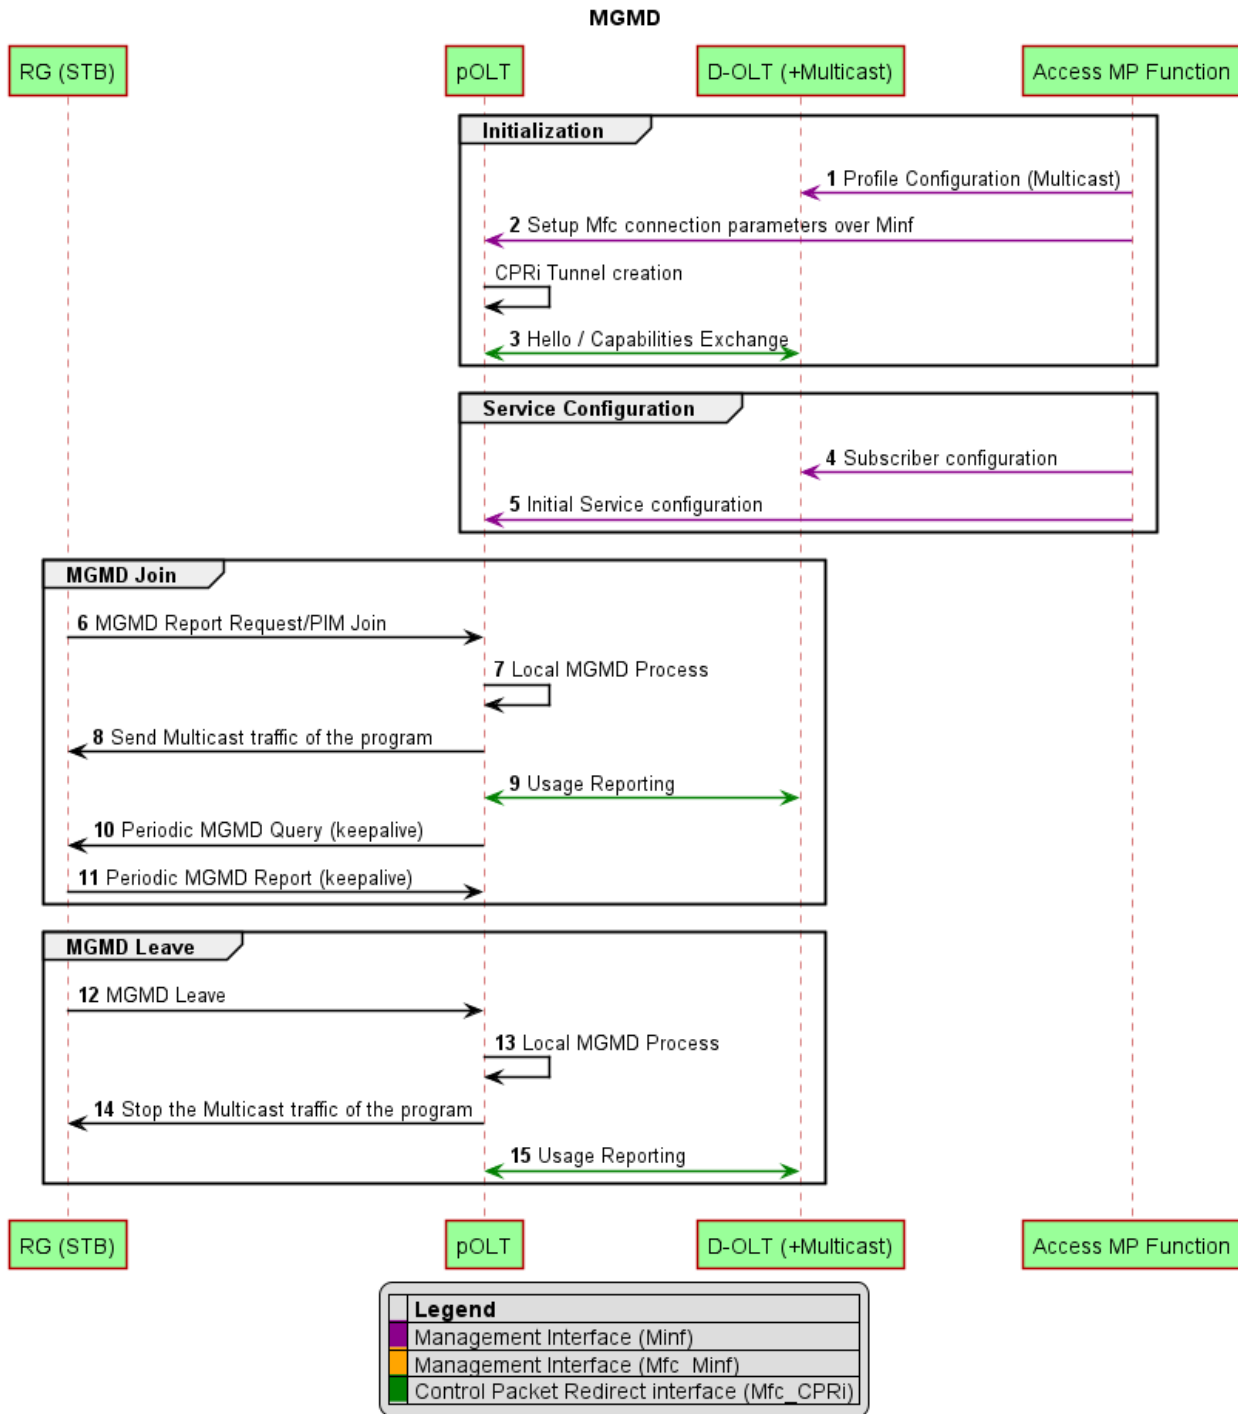 MGMD
RG (STB)
pOLT
D-OLT (+Multicast)
Access MP Function
Initialization
1 Profile Configuration (Multicast)
2 Setup Mfc connection parameters over Minf
CPRi Tunnel creation
3 Hello / Capabilities Exchange
Service Configuration
4 Subscriber configuration
5 Initial Service configuration
MGMD Join
6 MGMD Report Request/PIM Join
7 Local MGMD Process
8 Send Multicast traffic of the program
9 Usage Reporting
10 Periodic MGMD Query (keepalive)
11 Periodic MGMD Report (keepalive)
MGMD Leave
12 MGMD Leave
13 Local MGMD Process
14 Stop the Multicast traffic of the program
15 Usage Reporting
RG (STB)
pOLT
D-OLT (+Multicast)
Access MP Function
Legend
Management Interface (Minf)
Management Interface (Mfc_Minf)
Control Packet Redirect interface (Mfc_CPRi)